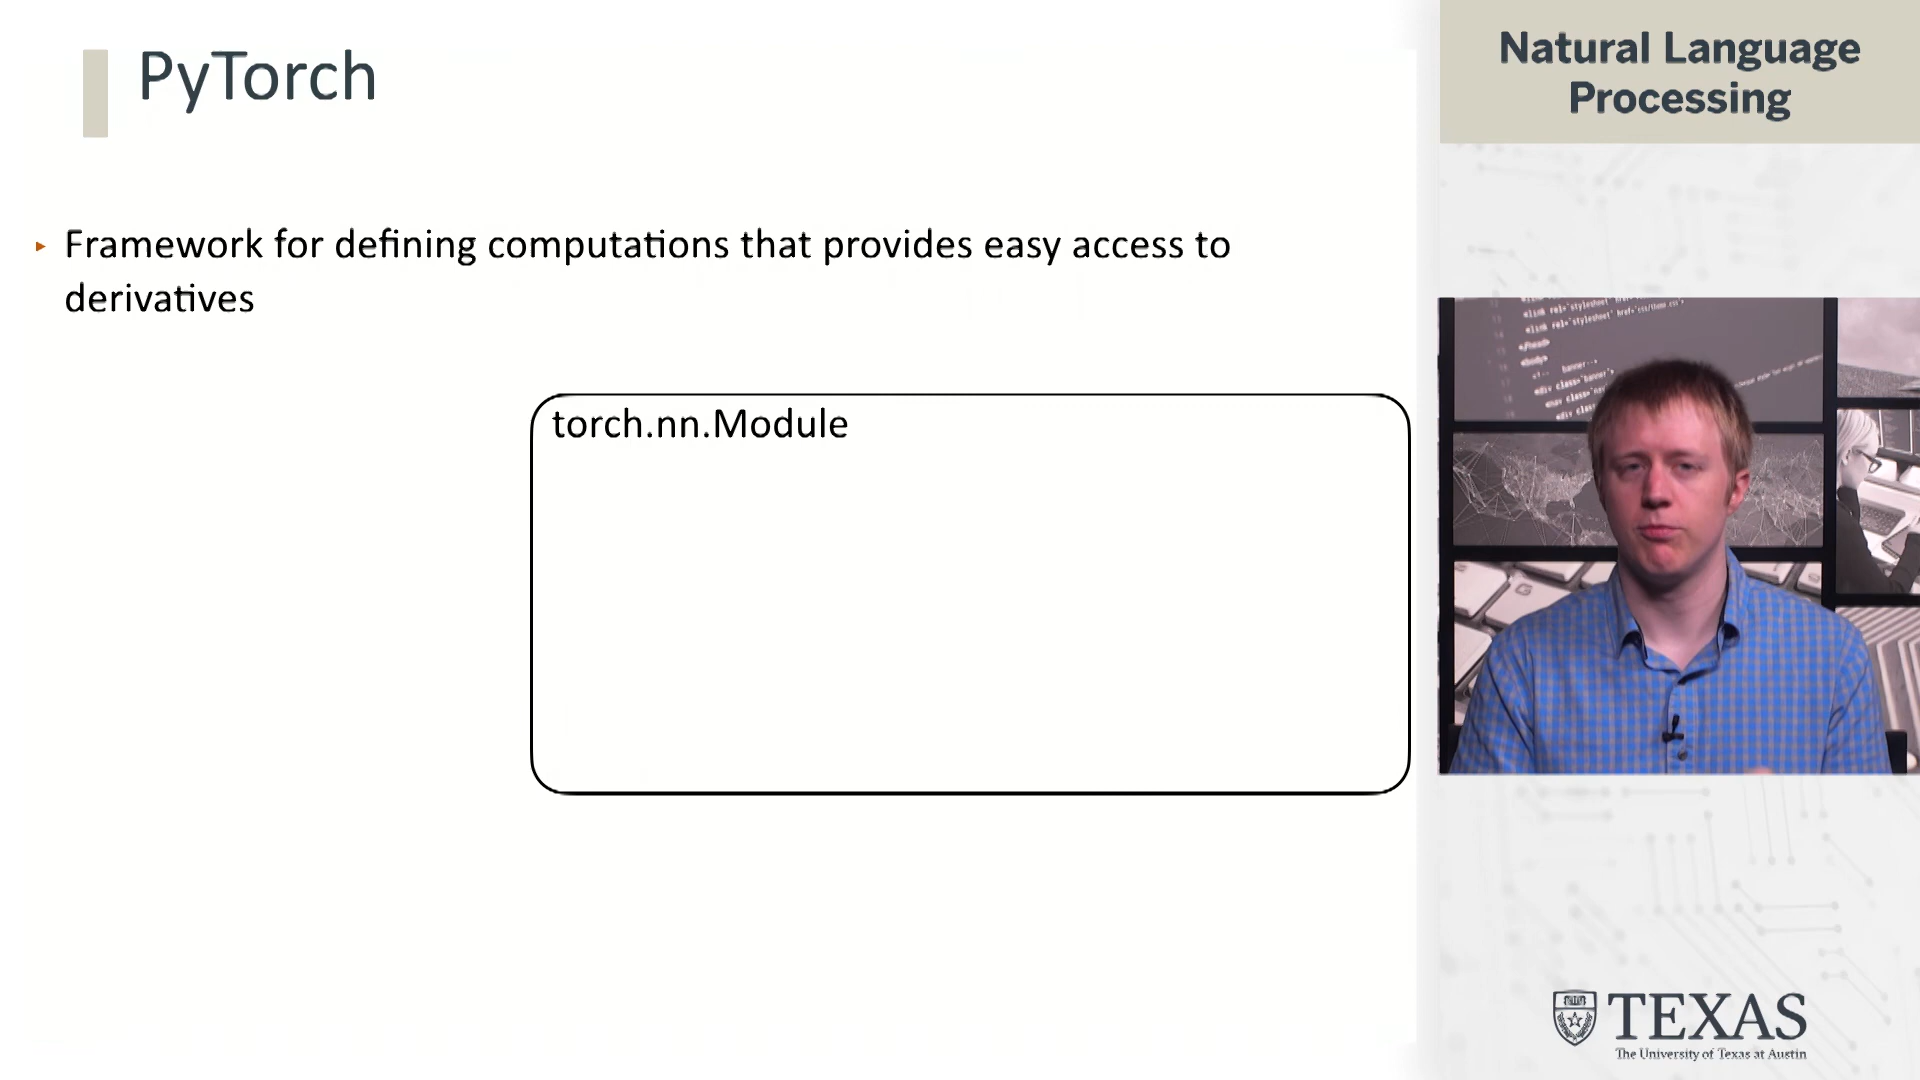 PyTorch
‣ Framework for defining computations that provides easy access to
derivatives
torch.nn.Module
Natural Language
Processing
TEXAS
The University of Texas at Austin